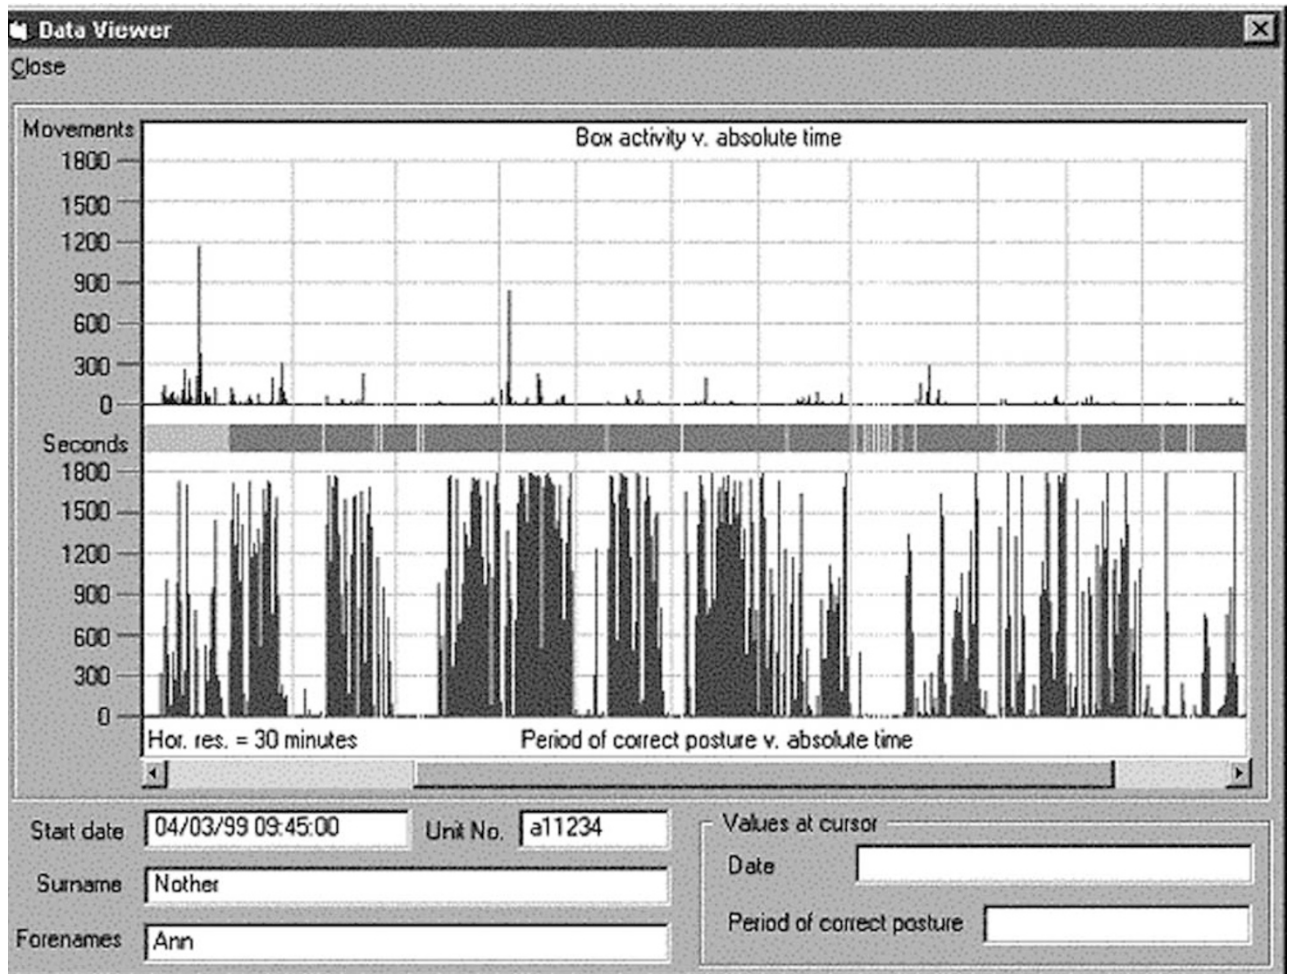 Data Viewer
Close
Movements
Box activity v. absolute time
1800
1500
1200
900
600
300
0
Seconds
1800
1500
1200
900
600
300
0
Hor. res. = 30 minutes
Period of correct posture v. absolute time
Start date 04/03/99 09:45:00 Unit No. a11234
Surname Nother
Forenames Ann
Values at cursor
Date
Period of correct posture